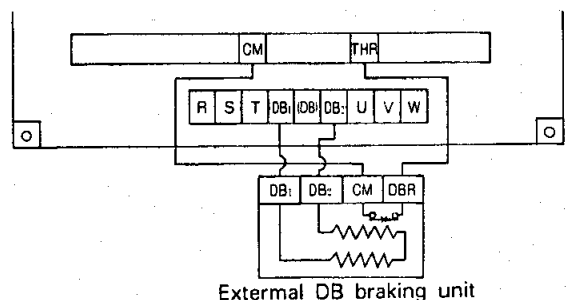 CM THR
R S T DB₁ (DB) DB₂ U V W
DB₁ DB₂ CM DBR
Extermal DB braking unit